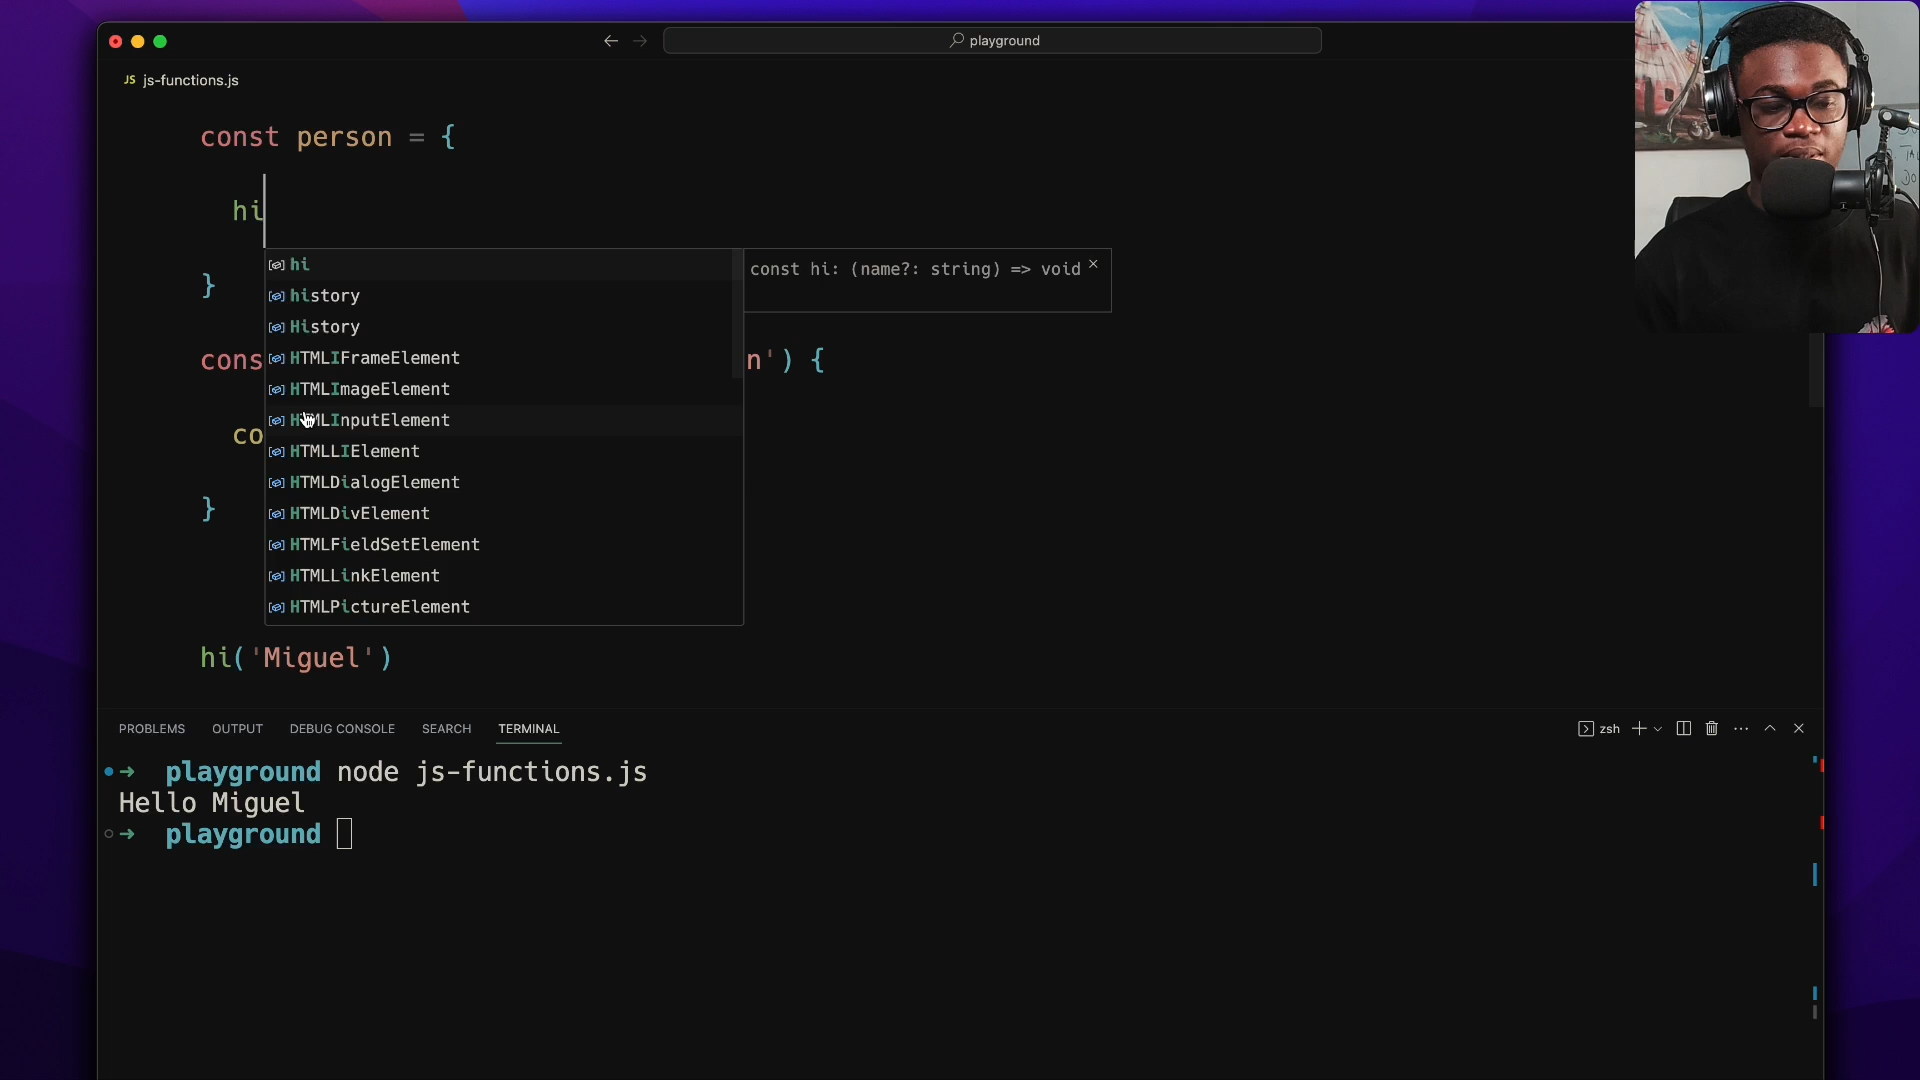 playground
JS js-functions.js
const person = {
hi
hi
const hi: (name?: string) => void
history
}
History
HTMLIFrameElement
cons
n') {
HTMLImageElement
HTMLInputElement
co
HTMLLIElement
HTMLDialogElement
}
HTMLDivElement
HTMLFieldSetElement
HTMLLinkElement
HTMLPictureElement
hi('Miguel')
PROBLEMS OUTPUT DEBUG CONSOLE SEARCH TERMINAL
zsh
➜ playground node js-functions.js
Hello Miguel
➜ playground